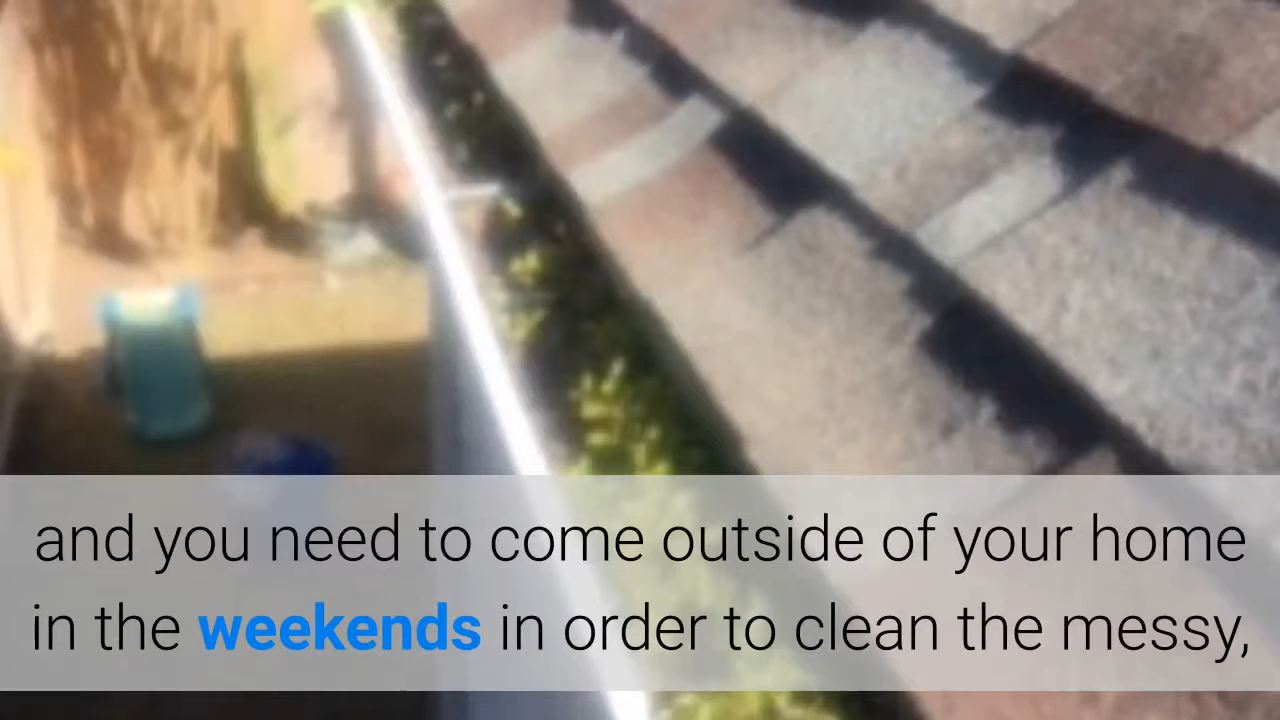 and you need to come outside of your home
in the weekends in order to clean the messy,